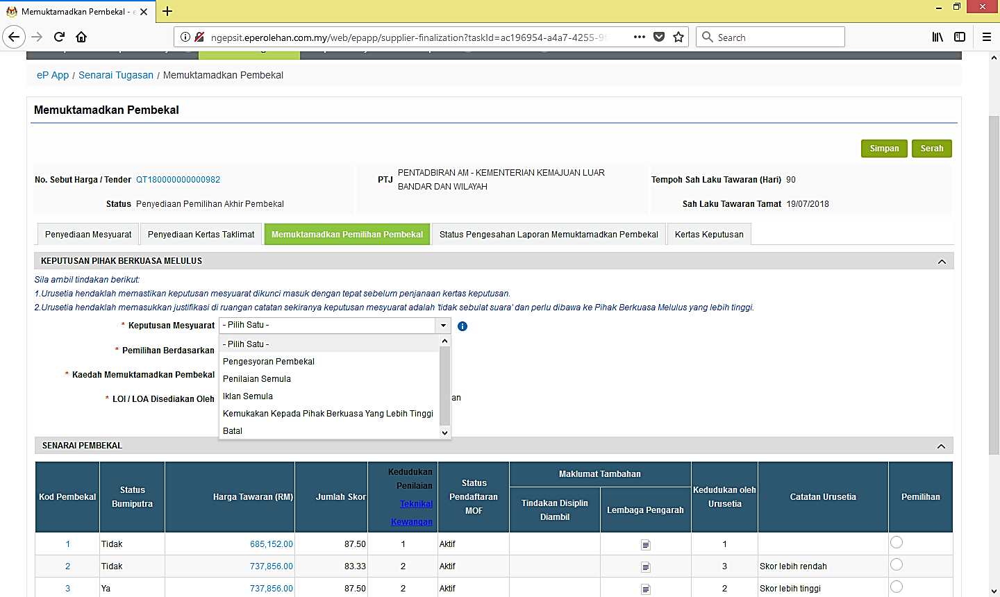 Memuktamadkan Pembekal - e
ngepsit.eperolehan.com.my/web/epapp/supplier-finalization?taskId=ac196954-a4a7-4255-9f
Search
eP App / Senarai Tugasan / Memuktamadkan Pembekal
Memuktamadkan Pembekal
Simpan Serah
No. Sebut Harga / Tender QT180000000000982
PTJ PENTADBIRAN AM - KEMENTERIAN KEMAJUAN LUAR
BANDAR DAN WILAYAH
Tempoh Sah Laku Tawaran (Hari) 90
Status Penyediaan Pemilihan Akhir Pembekal
Sah Laku Tawaran Tamat 19/07/2018
Penyediaan Mesyuarat Penyediaan Kertas Taklimat Memuktamadkan Pemilihan Pembekal Status Pengesahan Laporan Memuktamadkan Pembekal Kertas Keputusan
KEPUTUSAN PIHAK BERKUASA MELULUS
Sila ambil tindakan berikut:
1.Urusetia hendaklah memastikan keputusan mesyuarat dikunci masuk dengan tepat sebelum penjanaan kertas keputusan.
2.Urusetia hendaklah memasukkan justifikasi di ruangan catatan sekiranya keputusan mesyuarat adalah 'tidak sebulat suara' dan perlu dibawa ke Pihak Berkuasa Melulus yang lebih tinggi.
* Keputusan Mesyuarat - Pilih Satu -
- Pilih Satu -
* Pemilihan Berdasarkan
Pengesyoran Pembekal
* Kaedah Memuktamadkan Pembekal
Penilaian Semula
* LOI / LOA Disediakan Oleh
Iklan Semula
an
Kemukakan Kepada Pihak Berkuasa Yang Lebih Tinggi
Batal
SENARAI PEMBEKAL
Kod Pembekal
Status
Bumiputra
Harga Tawaran (RM)
Jumlah Skor
Kedudukan
Penilaian
Teknikal
Kewangan
Status
Pendaftaran
MOF
Maklumat Tambahan
Tindakan Disiplin
Diambil
Lembaga Pengarah
Kedudukan oleh
Urusetia
Catatan Urusetia
Pemilihan
1 Tidak 685,152.00 87.50 1 Aktif 1
2 Tidak 737,856.00 83.33 2 Aktif 3 Skor lebih rendah
3 Ya 737,856.00 87.50 2 Aktif 2 Skor lebih tinggi